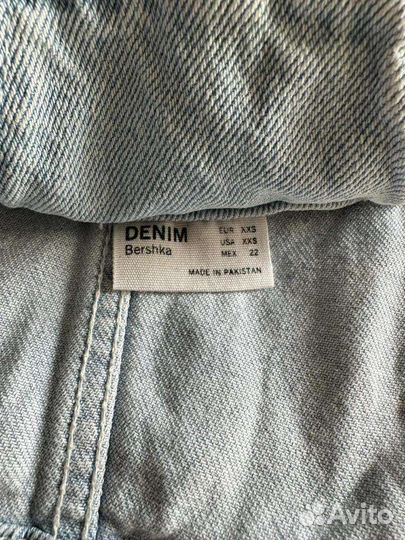 DENIM EUR XXS
Bershka USA XXS
MEX 22
MADE IN PAKISTAN
Avito